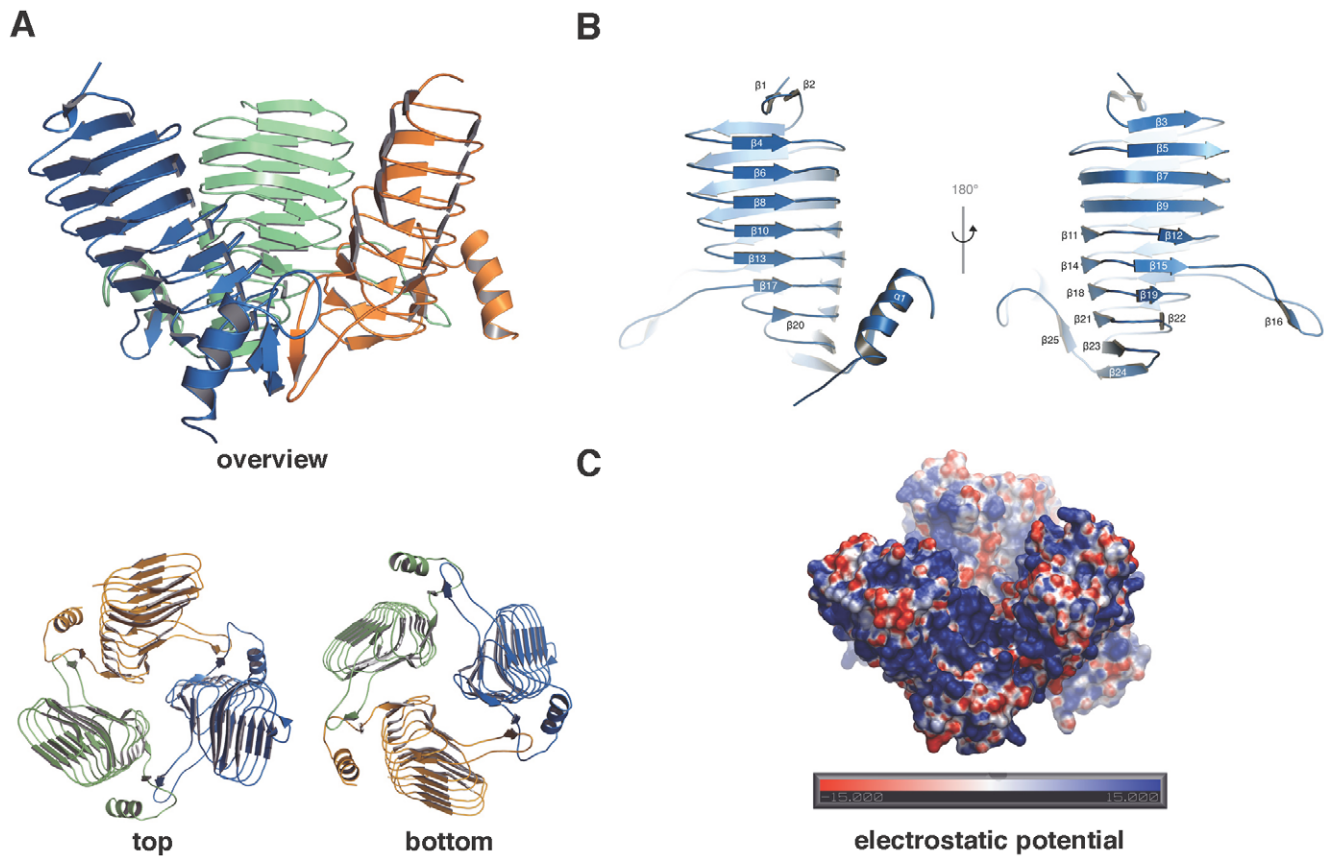 A
B
β1
β2
β4
β6
β8
β10
β13
β17
β20
α1
180°
β3
β5
β7
β9
β11
β12
β14
β15
β18
β19
β21
β22
β16
β25
β23
β24
overview
C
top
bottom
-15.000
15.000
electrostatic potential